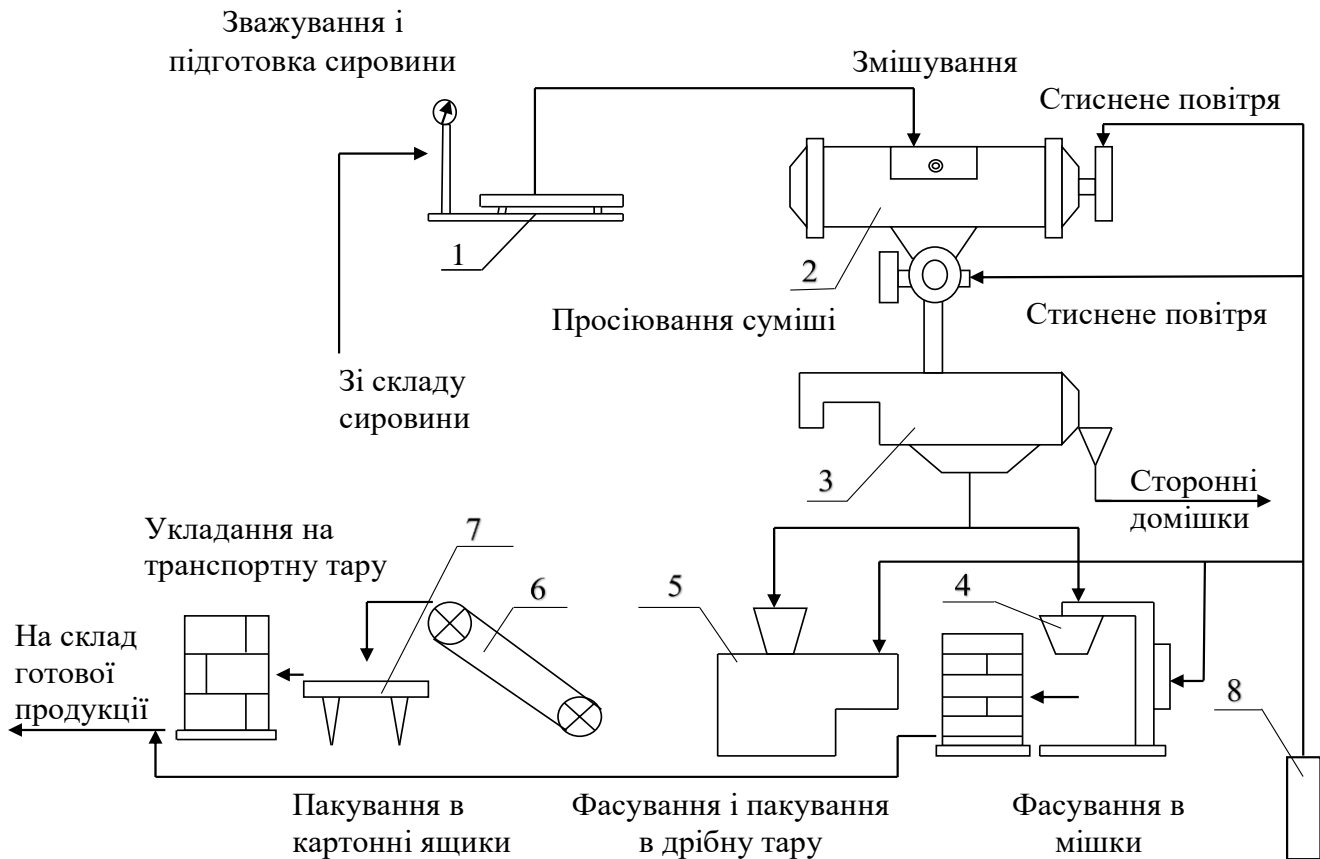 Зважування і
підготовка сировини
Змішування
Стиснене повітря
1
2
Просіювання суміші
Стиснене повітря
Зі складу
сировини
3
Сторонні
домішки
Укладання на
транспортну тару
7
6
5
4
На склад
готової
продукції
8
Пакування в
картонні ящики
Фасування і пакування
в дрібну тару
Фасування в
мішки